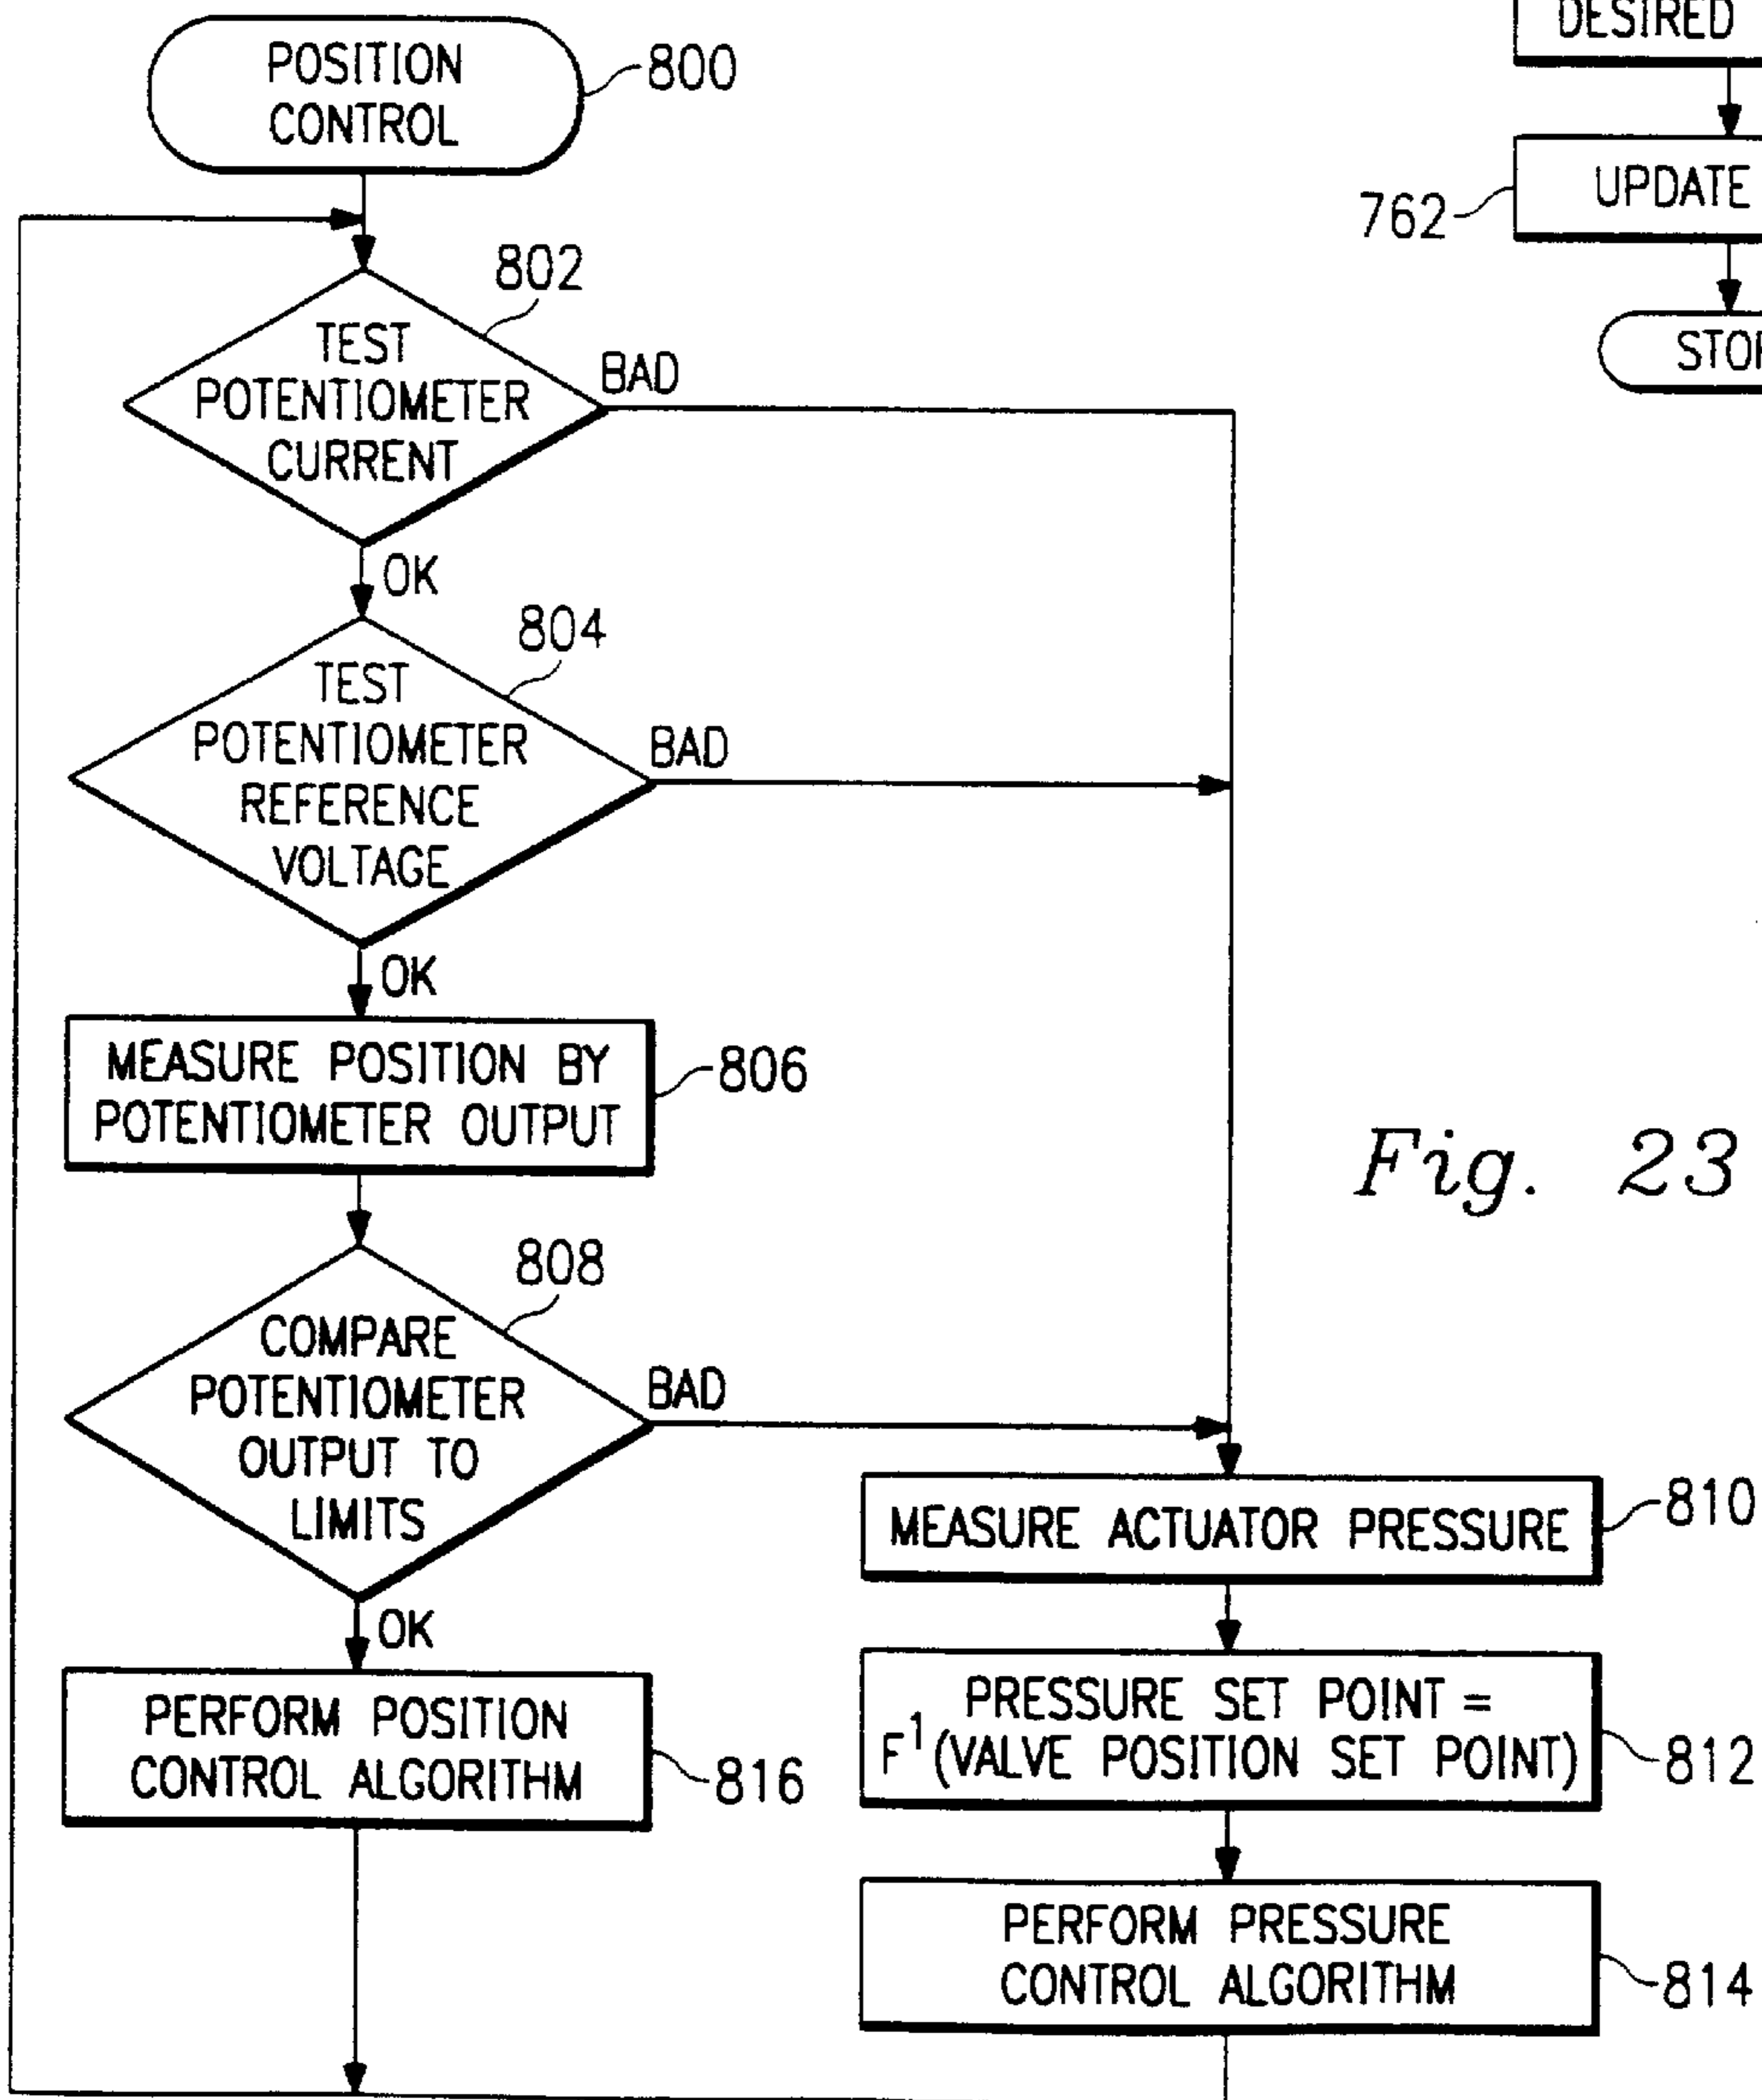 POSITION
CONTROL
800
802
TEST
POTENTIOMETER
CURRENT
BAD
OK
804
TEST
POTENTIOMETER
REFERENCE
VOLTAGE
BAD
OK
MEASURE POSITION BY
POTENTIOMETER OUTPUT
806
808
COMPARE
POTENTIOMETER
OUTPUT TO
LIMITS
BAD
OK
PERFORM POSITION
CONTROL ALGORITHM
816
MEASURE ACTUATOR PRESSURE
810
PRESSURE SET POINT =
F¹(VALVE POSITION SET POINT)
812
PERFORM PRESSURE
CONTROL ALGORITHM
814
DESIRED
UPDATE
762
Fig. 23